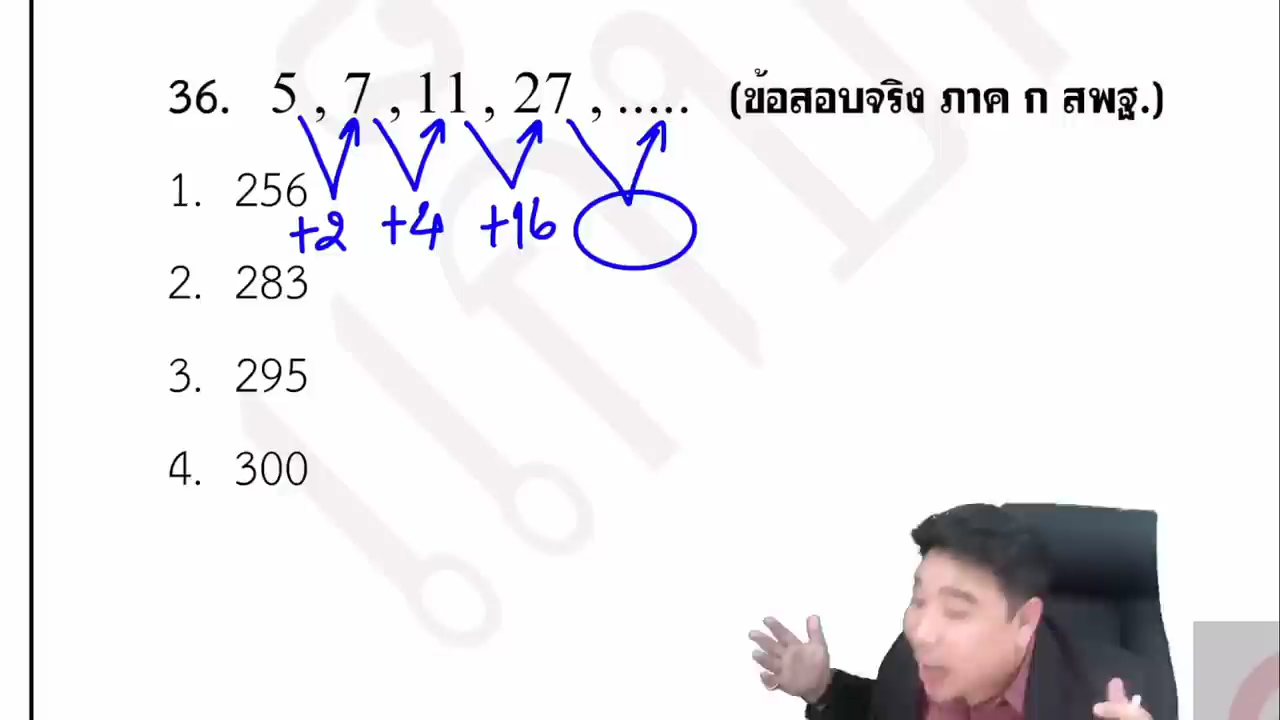 36. 5 , 7 , 11 , 27 , ..... (ข้อสอบจริง ภาค ก สพฐ.)
+2 +4 +16
1. 256
2. 283
3. 295
4. 300